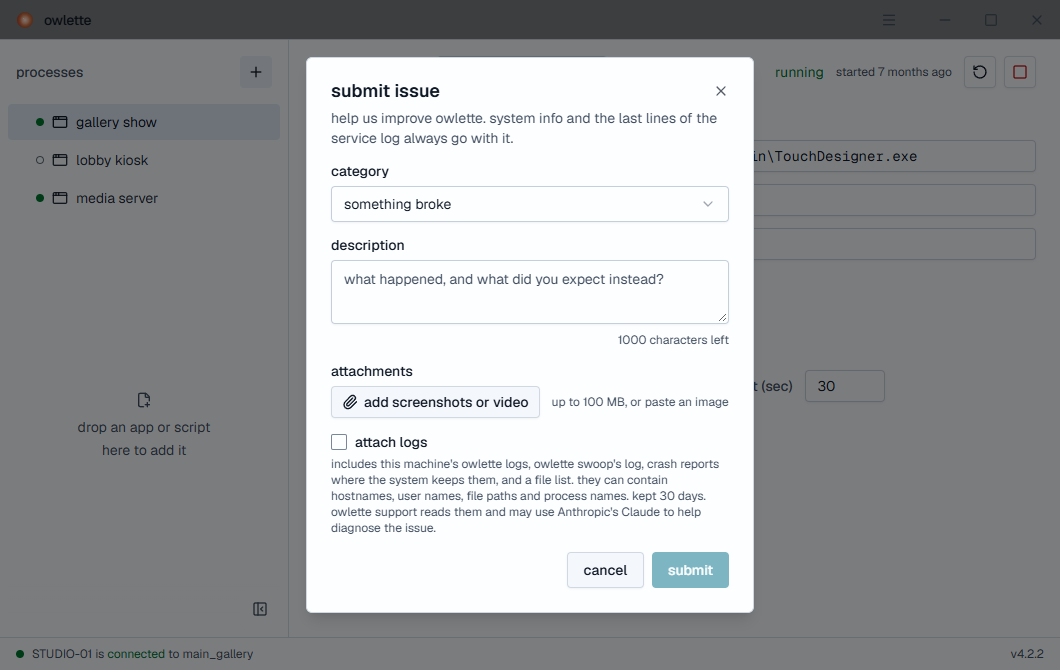 owlette
processes
gallery show
lobby kiosk
media server
drop an app or script
here to add it
running started 7 months ago
in\TouchDesigner.exe
t (sec) 30
submit issue
help us improve owlette. system info and the last lines of the
service log always go with it.
category
something broke
description
what happened, and what did you expect instead?
1000 characters left
attachments
add screenshots or video up to 100 MB, or paste an image
attach logs
includes this machine's owlette logs, owlette swoop's log, crash reports
where the system keeps them, and a file list. they can contain
hostnames, user names, file paths and process names. kept 30 days.
owlette support reads them and may use Anthropic's Claude to help
diagnose the issue.
cancel submit
STUDIO-01 is connected to main_gallery
v4.2.2